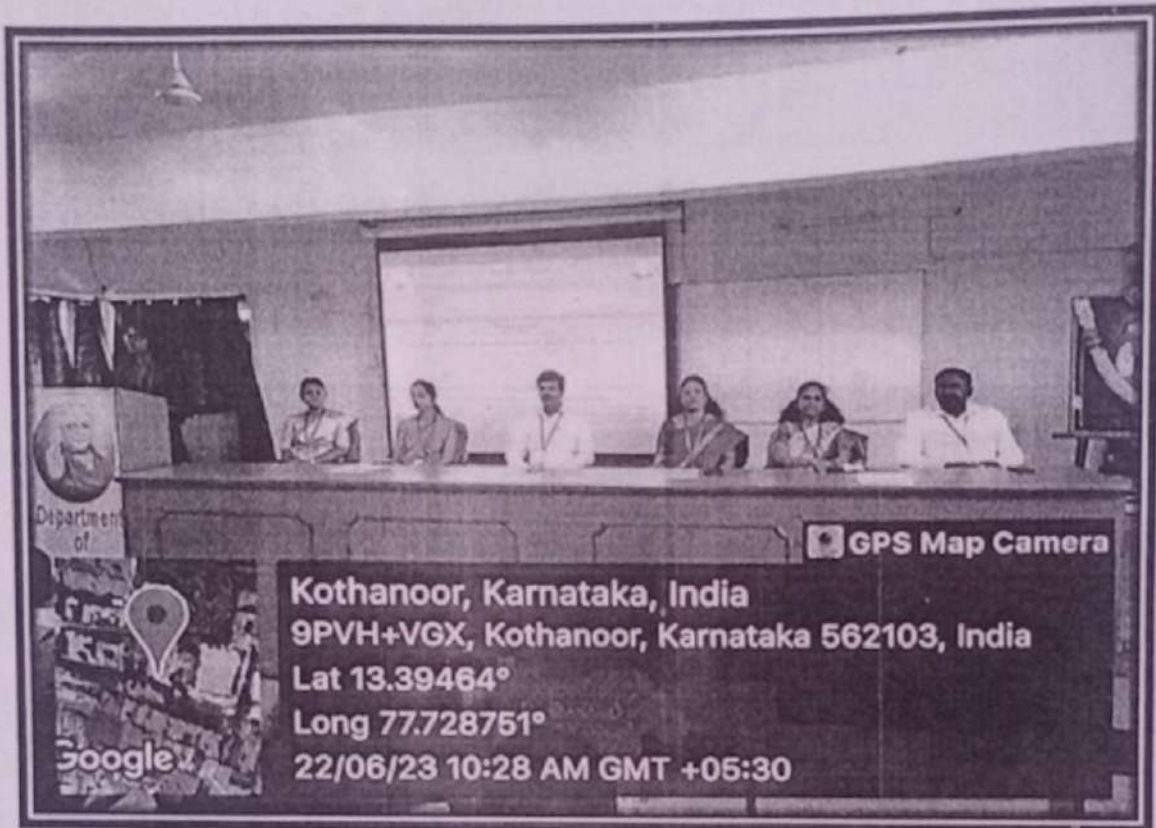 Department
of
GPS Map Camera
Kothanoor, Karnataka, India
9PVH+VGX, Kothanoor, Karnataka 562103, India
Lat 13.39464°
Long 77.728751°
22/06/23 10:28 AM GMT +05:30
Google